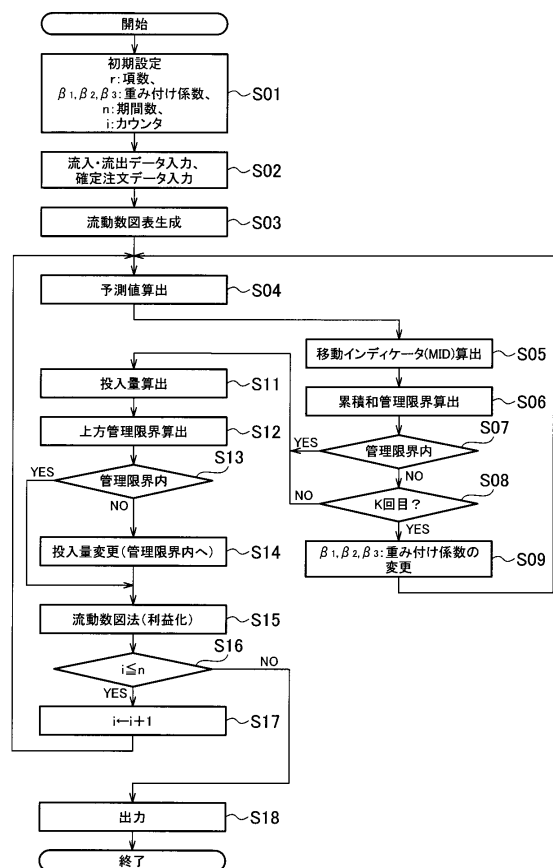 開始
初期設定
r:項数、
β1,β2,β3:重み付け係数、
n:期間数、
i:カウンタ
S01
流入・流出データ入力、
確定注文データ入力
S02
流動数図表生成
S03
予測値算出
S04
移動インディケータ(MID)算出
S05
累積和管理限界算出
S06
管理限界内
S07
YES
NO
K回目?
S08
NO
YES
β1,β2,β3:重み付け係数の
変更
S09
投入量算出
S11
上方管理限界算出
S12
管理限界内
S13
YES
NO
投入量変更(管理限界内へ)
S14
流動数図法(利益化)
S15
i≦n
S16
NO
YES
i←i+1
S17
出力
S18
終了